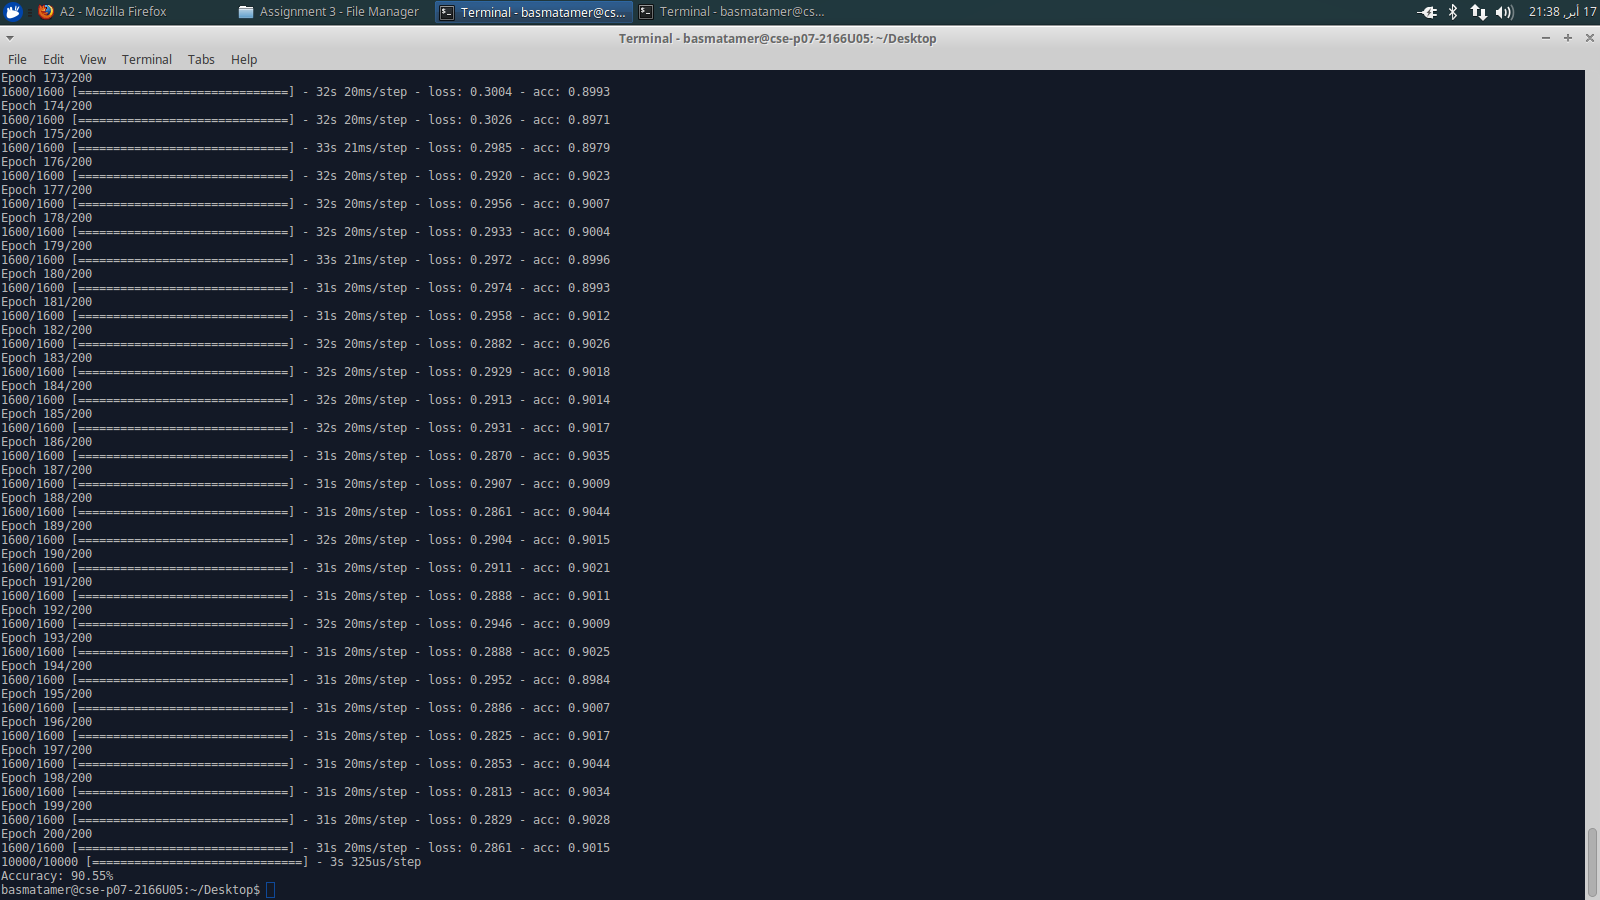 A2 - Mozilla Firefox
Assignment 3 - File Manager
Terminal - basmatamer@cs...
Terminal - basmatamer@cs...
17 أبر, 21:38
Terminal - basmatamer@cse-p07-2166U05: ~/Desktop
File Edit View Terminal Tabs Help
Epoch 173/200
1600/1600 [==============================] - 32s 20ms/step - loss: 0.3004 - acc: 0.8993
Epoch 174/200
1600/1600 [==============================] - 32s 20ms/step - loss: 0.3026 - acc: 0.8971
Epoch 175/200
1600/1600 [==============================] - 33s 21ms/step - loss: 0.2985 - acc: 0.8979
Epoch 176/200
1600/1600 [==============================] - 32s 20ms/step - loss: 0.2920 - acc: 0.9023
Epoch 177/200
1600/1600 [==============================] - 32s 20ms/step - loss: 0.2956 - acc: 0.9007
Epoch 178/200
1600/1600 [==============================] - 32s 20ms/step - loss: 0.2933 - acc: 0.9004
Epoch 179/200
1600/1600 [==============================] - 33s 21ms/step - loss: 0.2972 - acc: 0.8996
Epoch 180/200
1600/1600 [==============================] - 31s 20ms/step - loss: 0.2974 - acc: 0.8993
Epoch 181/200
1600/1600 [==============================] - 31s 20ms/step - loss: 0.2958 - acc: 0.9012
Epoch 182/200
1600/1600 [==============================] - 32s 20ms/step - loss: 0.2882 - acc: 0.9026
Epoch 183/200
1600/1600 [==============================] - 32s 20ms/step - loss: 0.2929 - acc: 0.9018
Epoch 184/200
1600/1600 [==============================] - 32s 20ms/step - loss: 0.2913 - acc: 0.9014
Epoch 185/200
1600/1600 [==============================] - 32s 20ms/step - loss: 0.2931 - acc: 0.9017
Epoch 186/200
1600/1600 [==============================] - 31s 20ms/step - loss: 0.2870 - acc: 0.9035
Epoch 187/200
1600/1600 [==============================] - 31s 20ms/step - loss: 0.2907 - acc: 0.9009
Epoch 188/200
1600/1600 [==============================] - 31s 20ms/step - loss: 0.2861 - acc: 0.9044
Epoch 189/200
1600/1600 [==============================] - 32s 20ms/step - loss: 0.2904 - acc: 0.9015
Epoch 190/200
1600/1600 [==============================] - 31s 20ms/step - loss: 0.2911 - acc: 0.9021
Epoch 191/200
1600/1600 [==============================] - 31s 20ms/step - loss: 0.2888 - acc: 0.9011
Epoch 192/200
1600/1600 [==============================] - 32s 20ms/step - loss: 0.2946 - acc: 0.9009
Epoch 193/200
1600/1600 [==============================] - 31s 20ms/step - loss: 0.2888 - acc: 0.9025
Epoch 194/200
1600/1600 [==============================] - 31s 20ms/step - loss: 0.2952 - acc: 0.8984
Epoch 195/200
1600/1600 [==============================] - 31s 20ms/step - loss: 0.2886 - acc: 0.9007
Epoch 196/200
1600/1600 [==============================] - 31s 20ms/step - loss: 0.2825 - acc: 0.9017
Epoch 197/200
1600/1600 [==============================] - 31s 20ms/step - loss: 0.2853 - acc: 0.9044
Epoch 198/200
1600/1600 [==============================] - 31s 20ms/step - loss: 0.2813 - acc: 0.9034
Epoch 199/200
1600/1600 [==============================] - 31s 20ms/step - loss: 0.2829 - acc: 0.9028
Epoch 200/200
1600/1600 [==============================] - 31s 20ms/step - loss: 0.2861 - acc: 0.9015
10000/10000 [==============================] - 3s 325us/step
Accuracy: 90.55%
basmatamer@cse-p07-2166U05:~/Desktop$